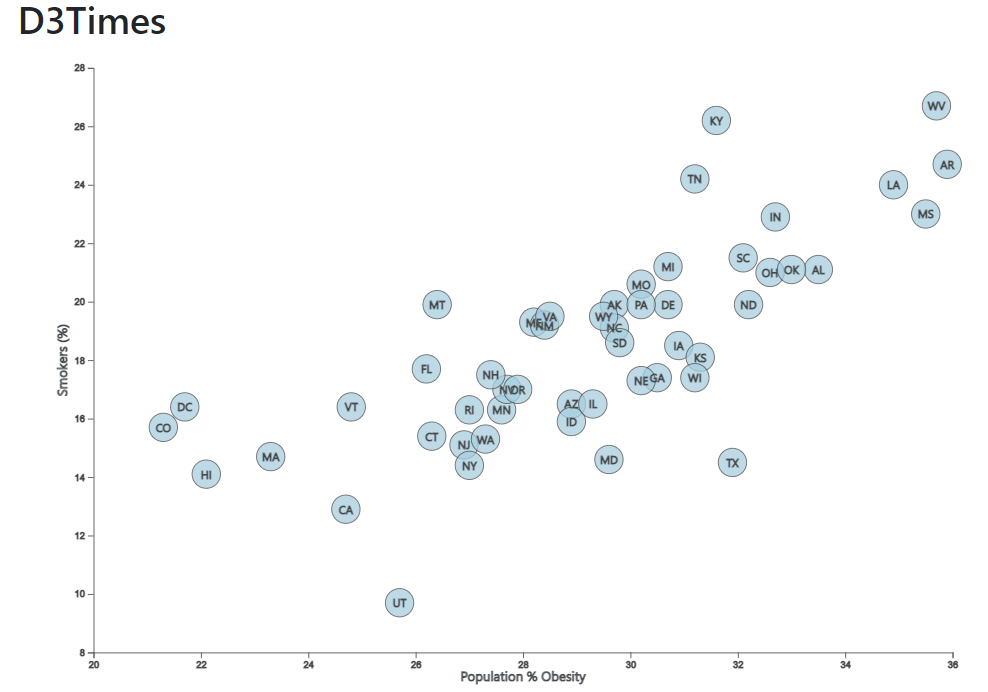 D3Times
28
26
24
22
20
18
16
14
12
10
8
Smokers (%)
WV
KY
AR
TN
LA
MS
IN
SC
MI
OH
OK
AL
MO
MT
AK
PA
DE
ND
ME
NM
VA
WY
NC
SD
IA
KS
FL
NH
NV
OR
NE
GA
WI
DC
VT
RI
MN
AZ
IL
ID
CO
CT
NJ
WA
NY
MA
HI
MD
TX
CA
UT
20
22
24
26
28
30
32
34
36
Population % Obesity